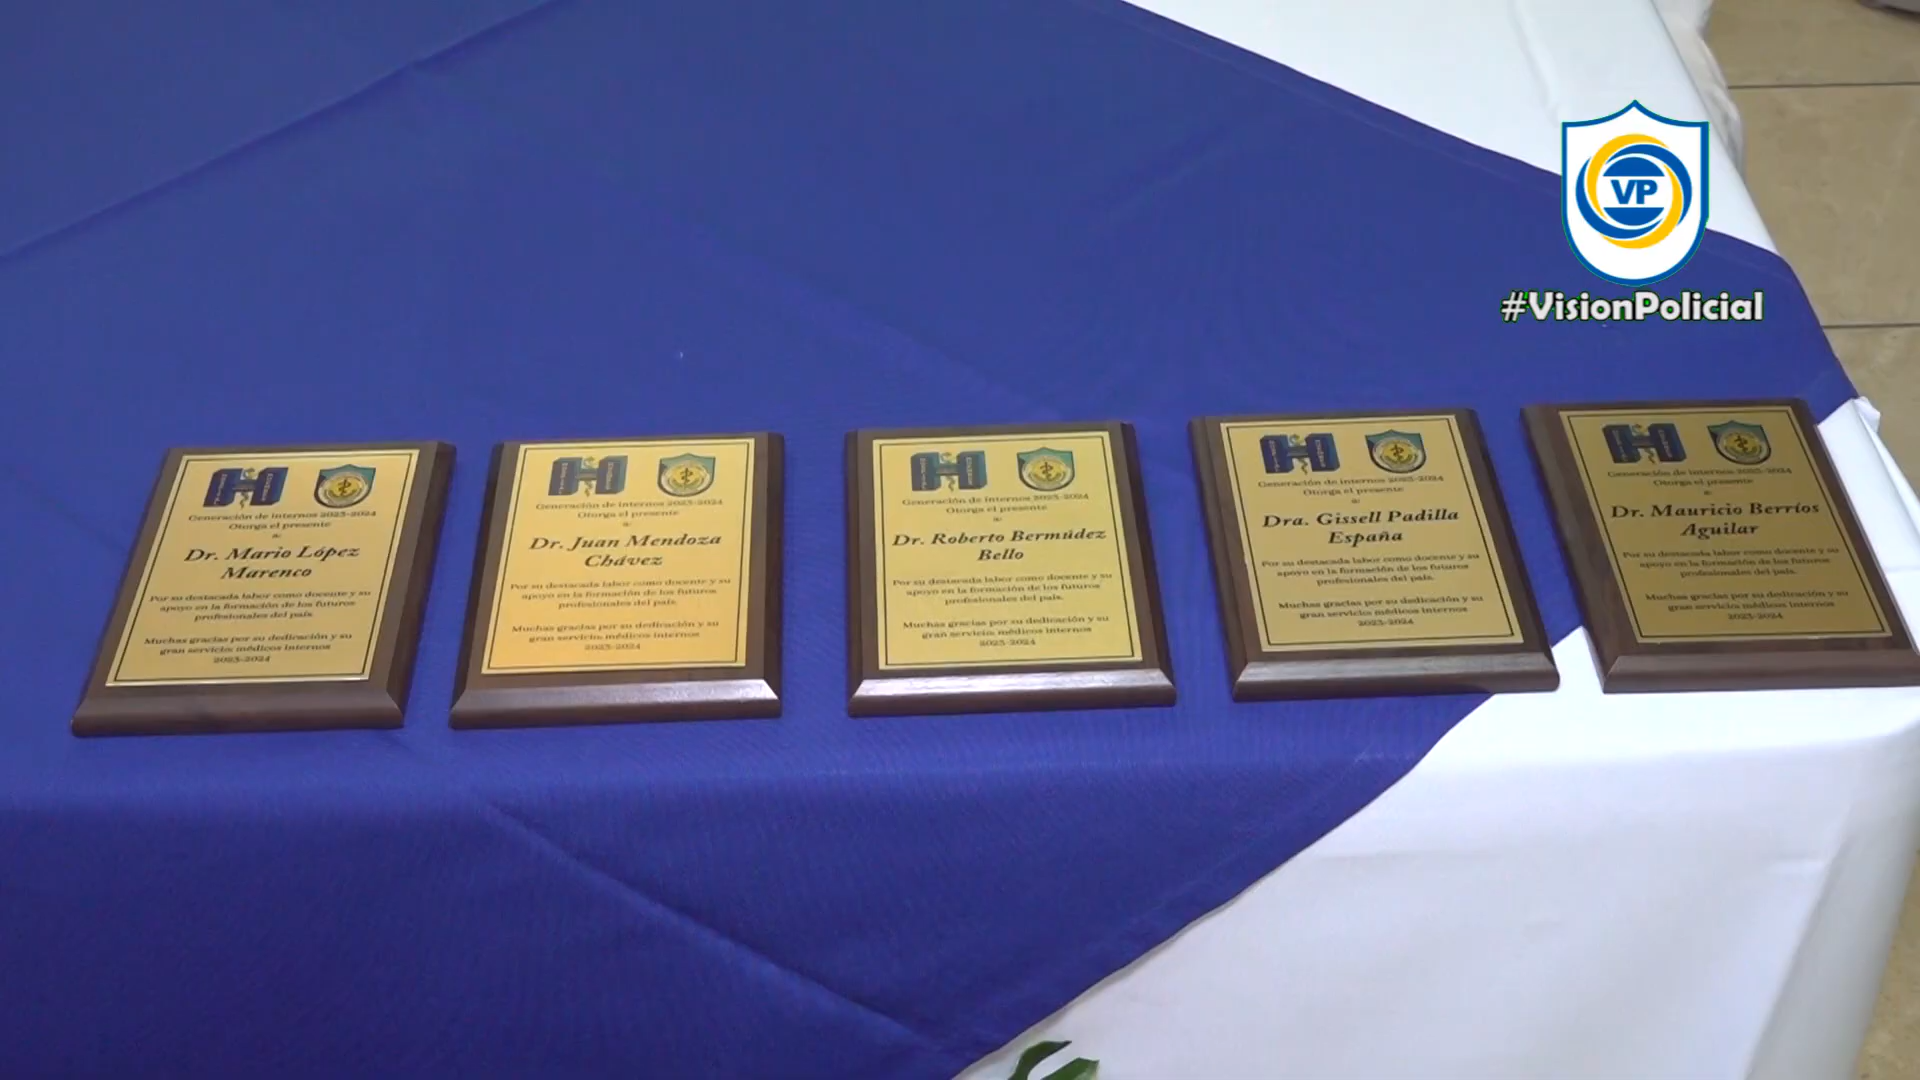 VP
#VisionPolicial
Generación de internos 2023-2024
Otorga el presente
a:
Dr. Mario López
Marenco
Por su destacada labor como docente y su
apoyo en la formación de los futuros
profesionales del país.
Muchas gracias por su dedicación y su
gran servicio: médicos internos
2023-2024
Generación de internos 2023-2024
Otorga el presente
a:
Dr. Juan Mendoza
Chávez
Por su destacada labor como docente y su
apoyo en la formación de los futuros
profesionales del país.
Muchas gracias por su dedicación y su
gran servicio: médicos internos
2023-2024
Generación de internos 2023-2024
Otorga el presente
a:
Dr. Roberto Bermúdez
Bello
Por su destacada labor como docente y su
apoyo en la formación de los futuros
profesionales del país.
Muchas gracias por su dedicación y su
gran servicio: médicos internos
2023-2024
Generación de internos 2023-2024
Otorga el presente
a:
Dra. Gissell Padilla
España
Por su destacada labor como docente y su
apoyo en la formación de los futuros
profesionales del país.
Muchas gracias por su dedicación y su
gran servicio: médicos internos
2023-2024
Generación de internos 2023-2024
Otorga el presente
a:
Dr. Mauricio Berríos
Aguilar
Por su destacada labor como docente y su
apoyo en la formación de los futuros
profesionales del país.
Muchas gracias por su dedicación y su
gran servicio: médicos internos
2023-2024